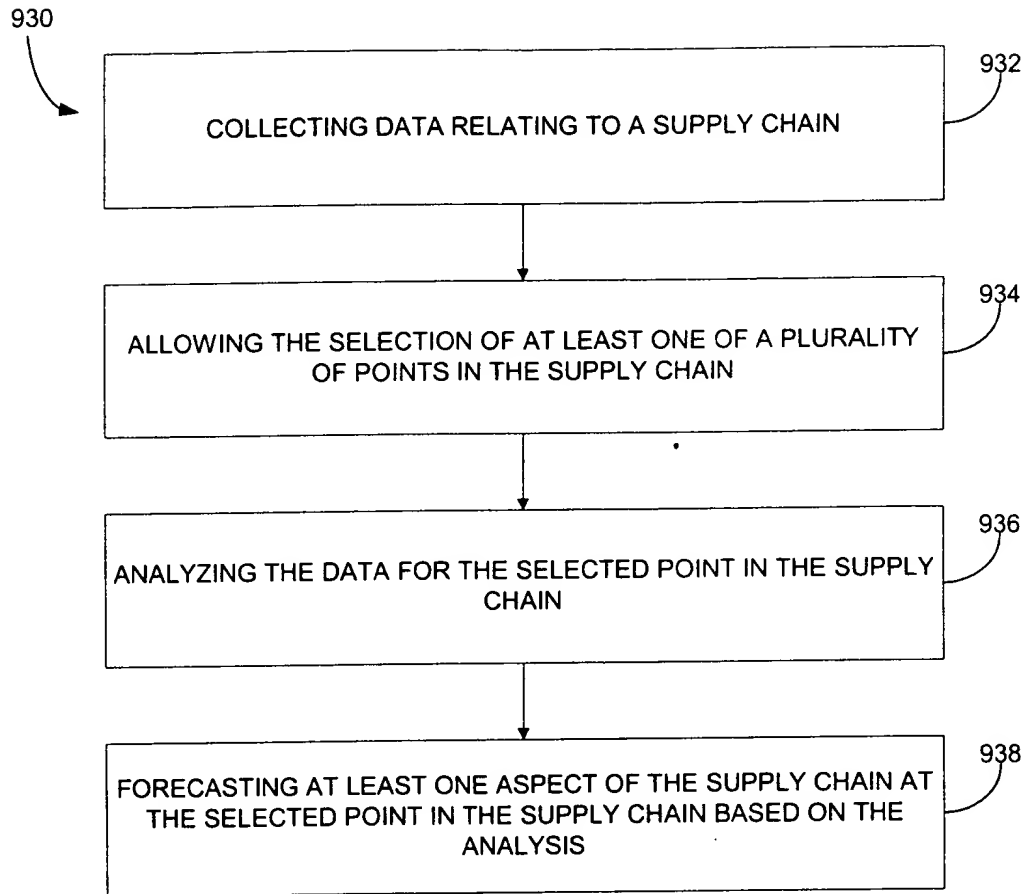 930
932
COLLECTING DATA RELATING TO A SUPPLY CHAIN
934
ALLOWING THE SELECTION OF AT LEAST ONE OF A PLURALITY
OF POINTS IN THE SUPPLY CHAIN
936
ANALYZING THE DATA FOR THE SELECTED POINT IN THE SUPPLY
CHAIN
938
FORECASTING AT LEAST ONE ASPECT OF THE SUPPLY CHAIN AT
THE SELECTED POINT IN THE SUPPLY CHAIN BASED ON THE
ANALYSIS